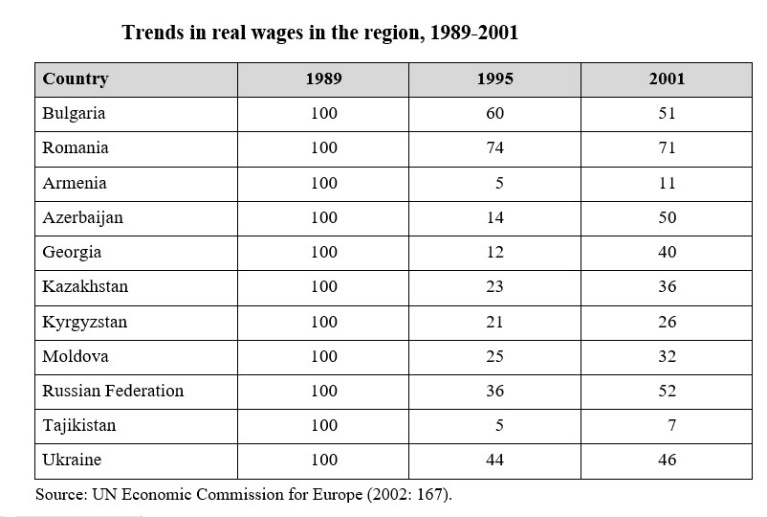 Trends in real wages in the region, 1989-2001
Country 1989 1995 2001
Bulgaria 100 60 51
Romania 100 74 71
Armenia 100 5 11
Azerbaijan 100 14 50
Georgia 100 12 40
Kazakhstan 100 23 36
Kyrgyzstan 100 21 26
Moldova 100 25 32
Russian Federation 100 36 52
Tajikistan 100 5 7
Ukraine 100 44 46
Source: UN Economic Commission for Europe (2002: 167).